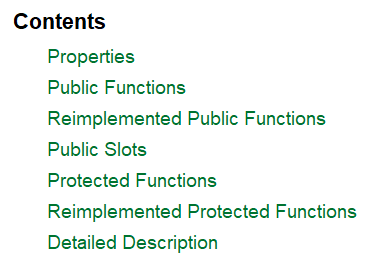 Contents
Properties
Public Functions
Reimplemented Public Functions
Public Slots
Protected Functions
Reimplemented Protected Functions
Detailed Description